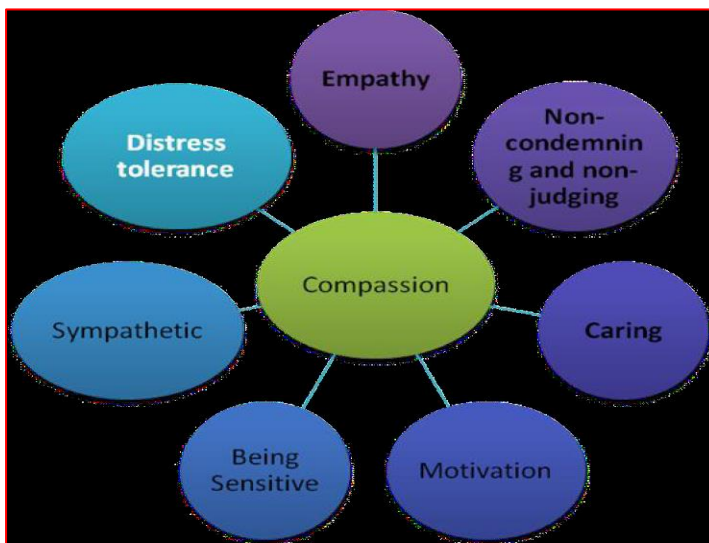 Empathy
Non-
condemnin
g and non-
judging
Distress
tolerance
Compassion
Sympathetic
Caring
Being
Sensitive
Motivation